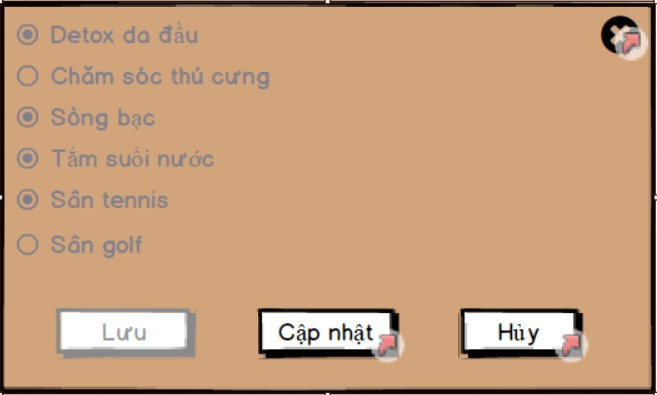 Detox da đầu
Chăm sóc thú cưng
Sòng bạc
Tắm suối nước
Sân tennis
Sân golf
Lưu Cập nhật Hủy